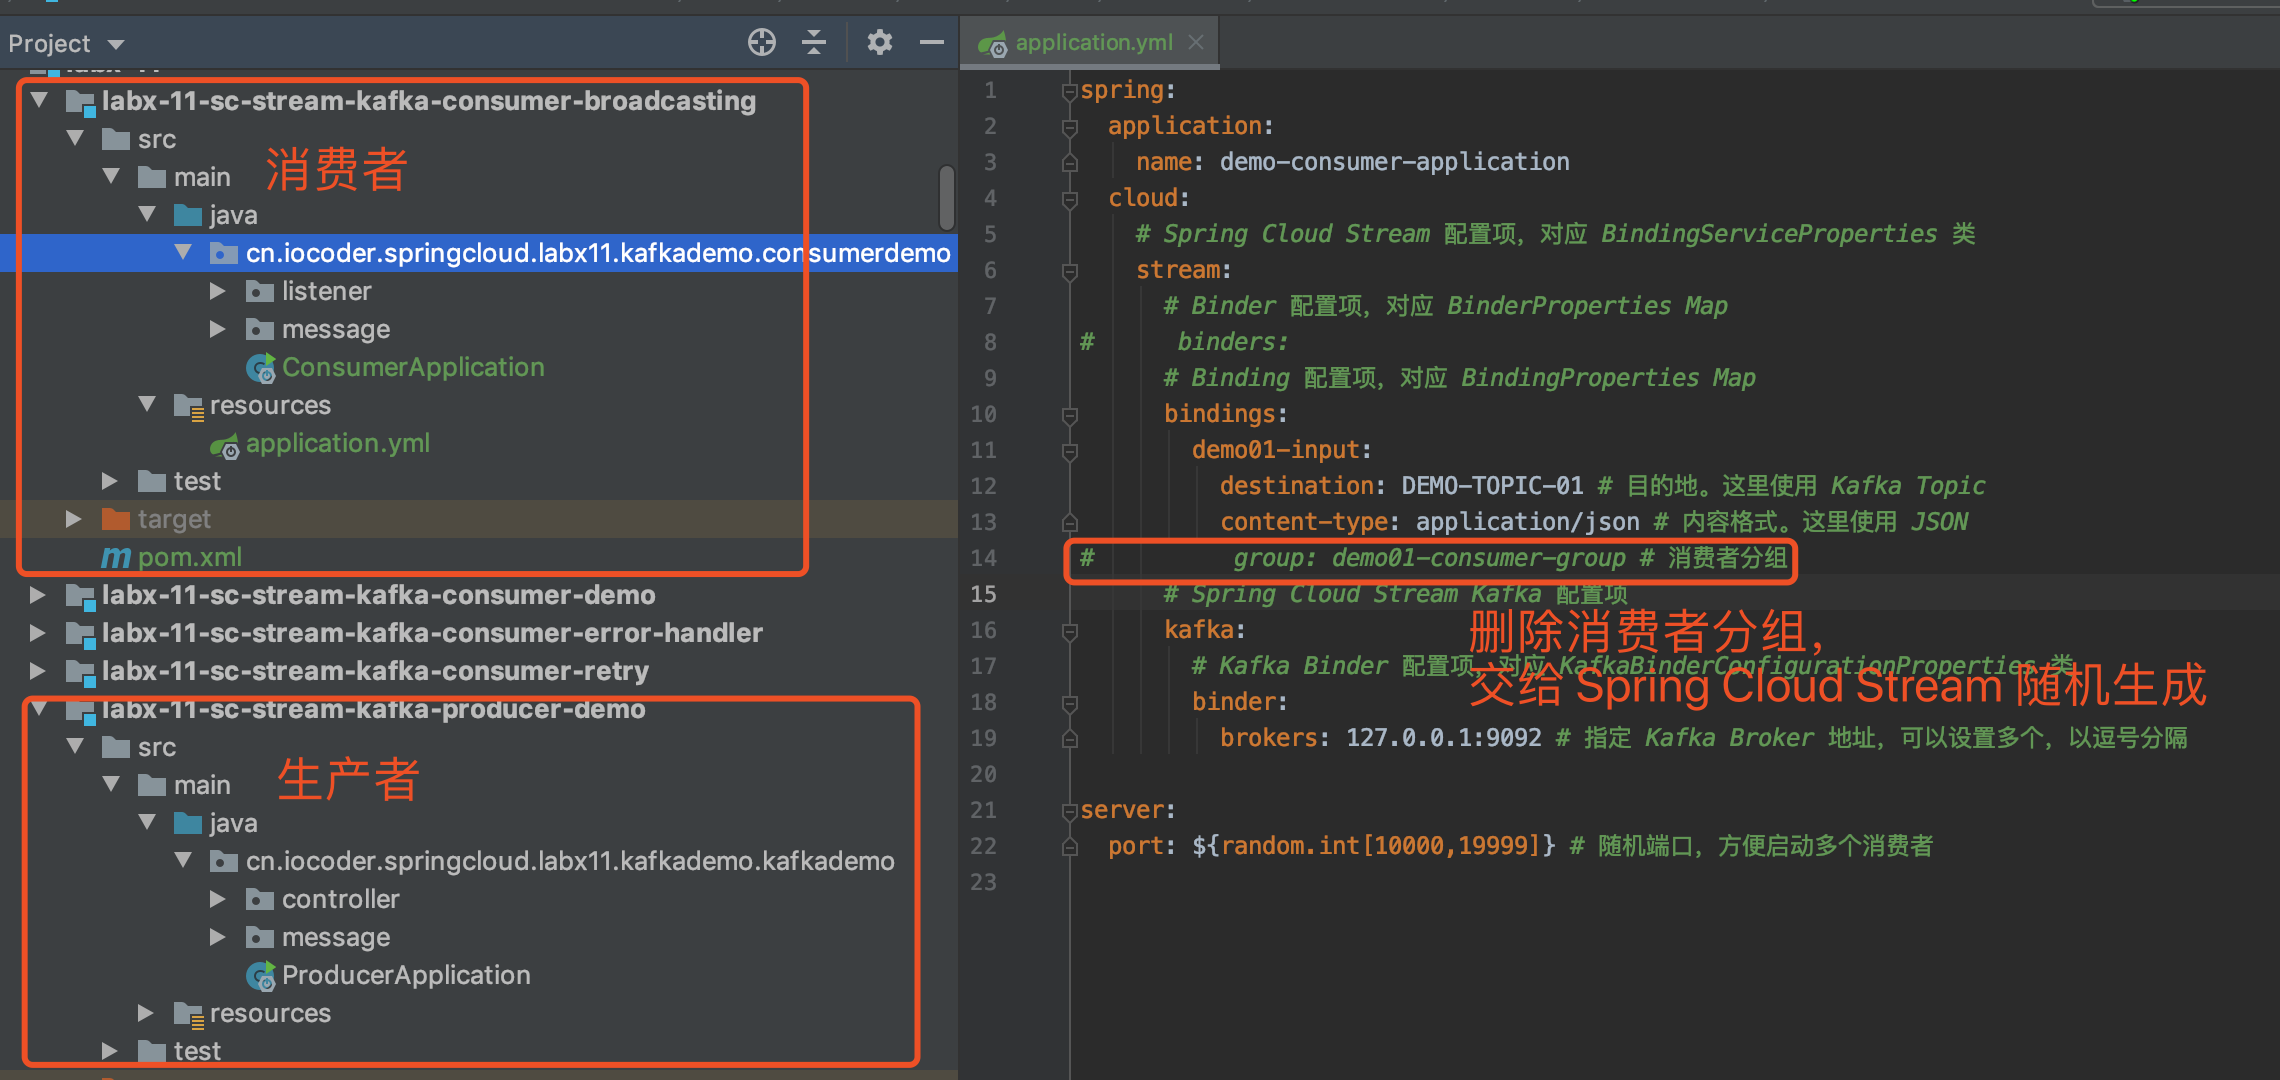 Project
labx-11-sc-stream-kafka-consumer-broadcasting
src
main
消费者
java
cn.iocoder.springcloud.labx11.kafkademo.consumerdemo
listener
message
ConsumerApplication
resources
application.yml
test
target
pom.xml
labx-11-sc-stream-kafka-consumer-demo
labx-11-sc-stream-kafka-consumer-error-handler
labx-11-sc-stream-kafka-consumer-retry
labx-11-sc-stream-kafka-producer-demo
src
main
生产者
java
cn.iocoder.springcloud.labx11.kafkademo.kafkademo
controller
message
ProducerApplication
resources
test
application.yml
1 spring:
2 application:
3 name: demo-consumer-application
4 cloud:
5 # Spring Cloud Stream 配置项，对应 BindingServiceProperties 类
6 stream:
7 # Binder 配置项，对应 BinderProperties Map
8 # binders:
9 # Binding 配置项，对应 BindingProperties Map
10 bindings:
11 demo01-input:
12 destination: DEMO-TOPIC-01 # 目的地。这里使用 Kafka Topic
13 content-type: application/json # 内容格式。这里使用 JSON
14 # group: demo01-consumer-group # 消费者分组
15 # Spring Cloud Stream Kafka 配置项
16 kafka:
删除消费者分组，
17 # Kafka Binder 配置项，对应 KafkaBinderConfigurationProperties 类
交给 Spring Cloud Stream 随机生成
18 binder:
19 brokers: 127.0.0.1:9092 # 指定 Kafka Broker 地址，可以设置多个，以逗号分隔
20
21 server:
22 port: ${random.int[10000,19999]} # 随机端口，方便启动多个消费者
23